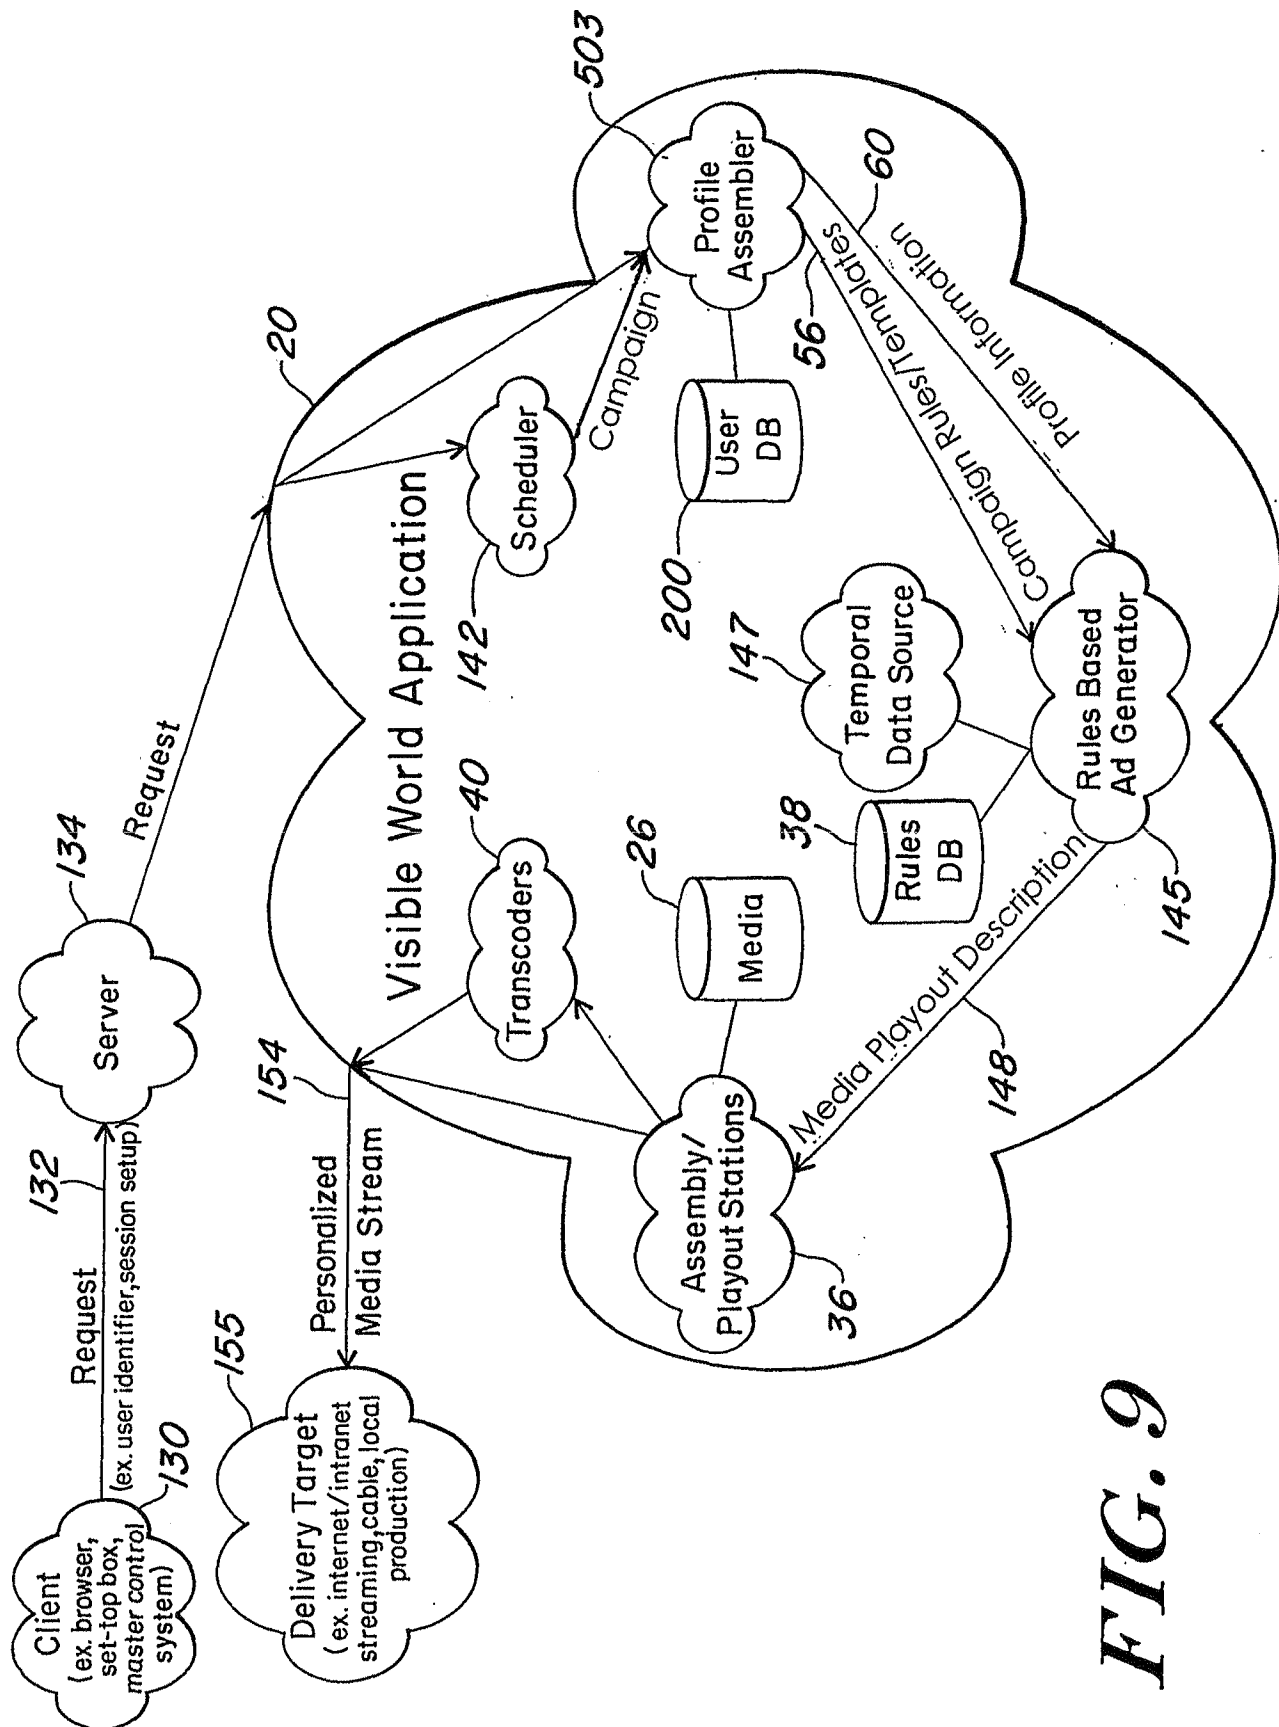 Client
(ex. browser,
set-top box,
master control
system)
130
Request
(ex. user identifier,session setup)
132
Server
134
Request
20
Delivery Target
(ex. internet/intranet
streaming,cable,local
production)
155
Personalized
Media Stream
154
Visible World Application
Transcoders
40
Scheduler
142
Campaign
Profile
Assembler
503
User
DB
200
56
Campaign Rules/Templates
60
Profile Information
Assembly/
Playout Stations
36
Media
26
Temporal
Data Source
147
Rules
DB
38
Rules Based
Ad Generator
145
Media Playout Description
148
FIG. 9